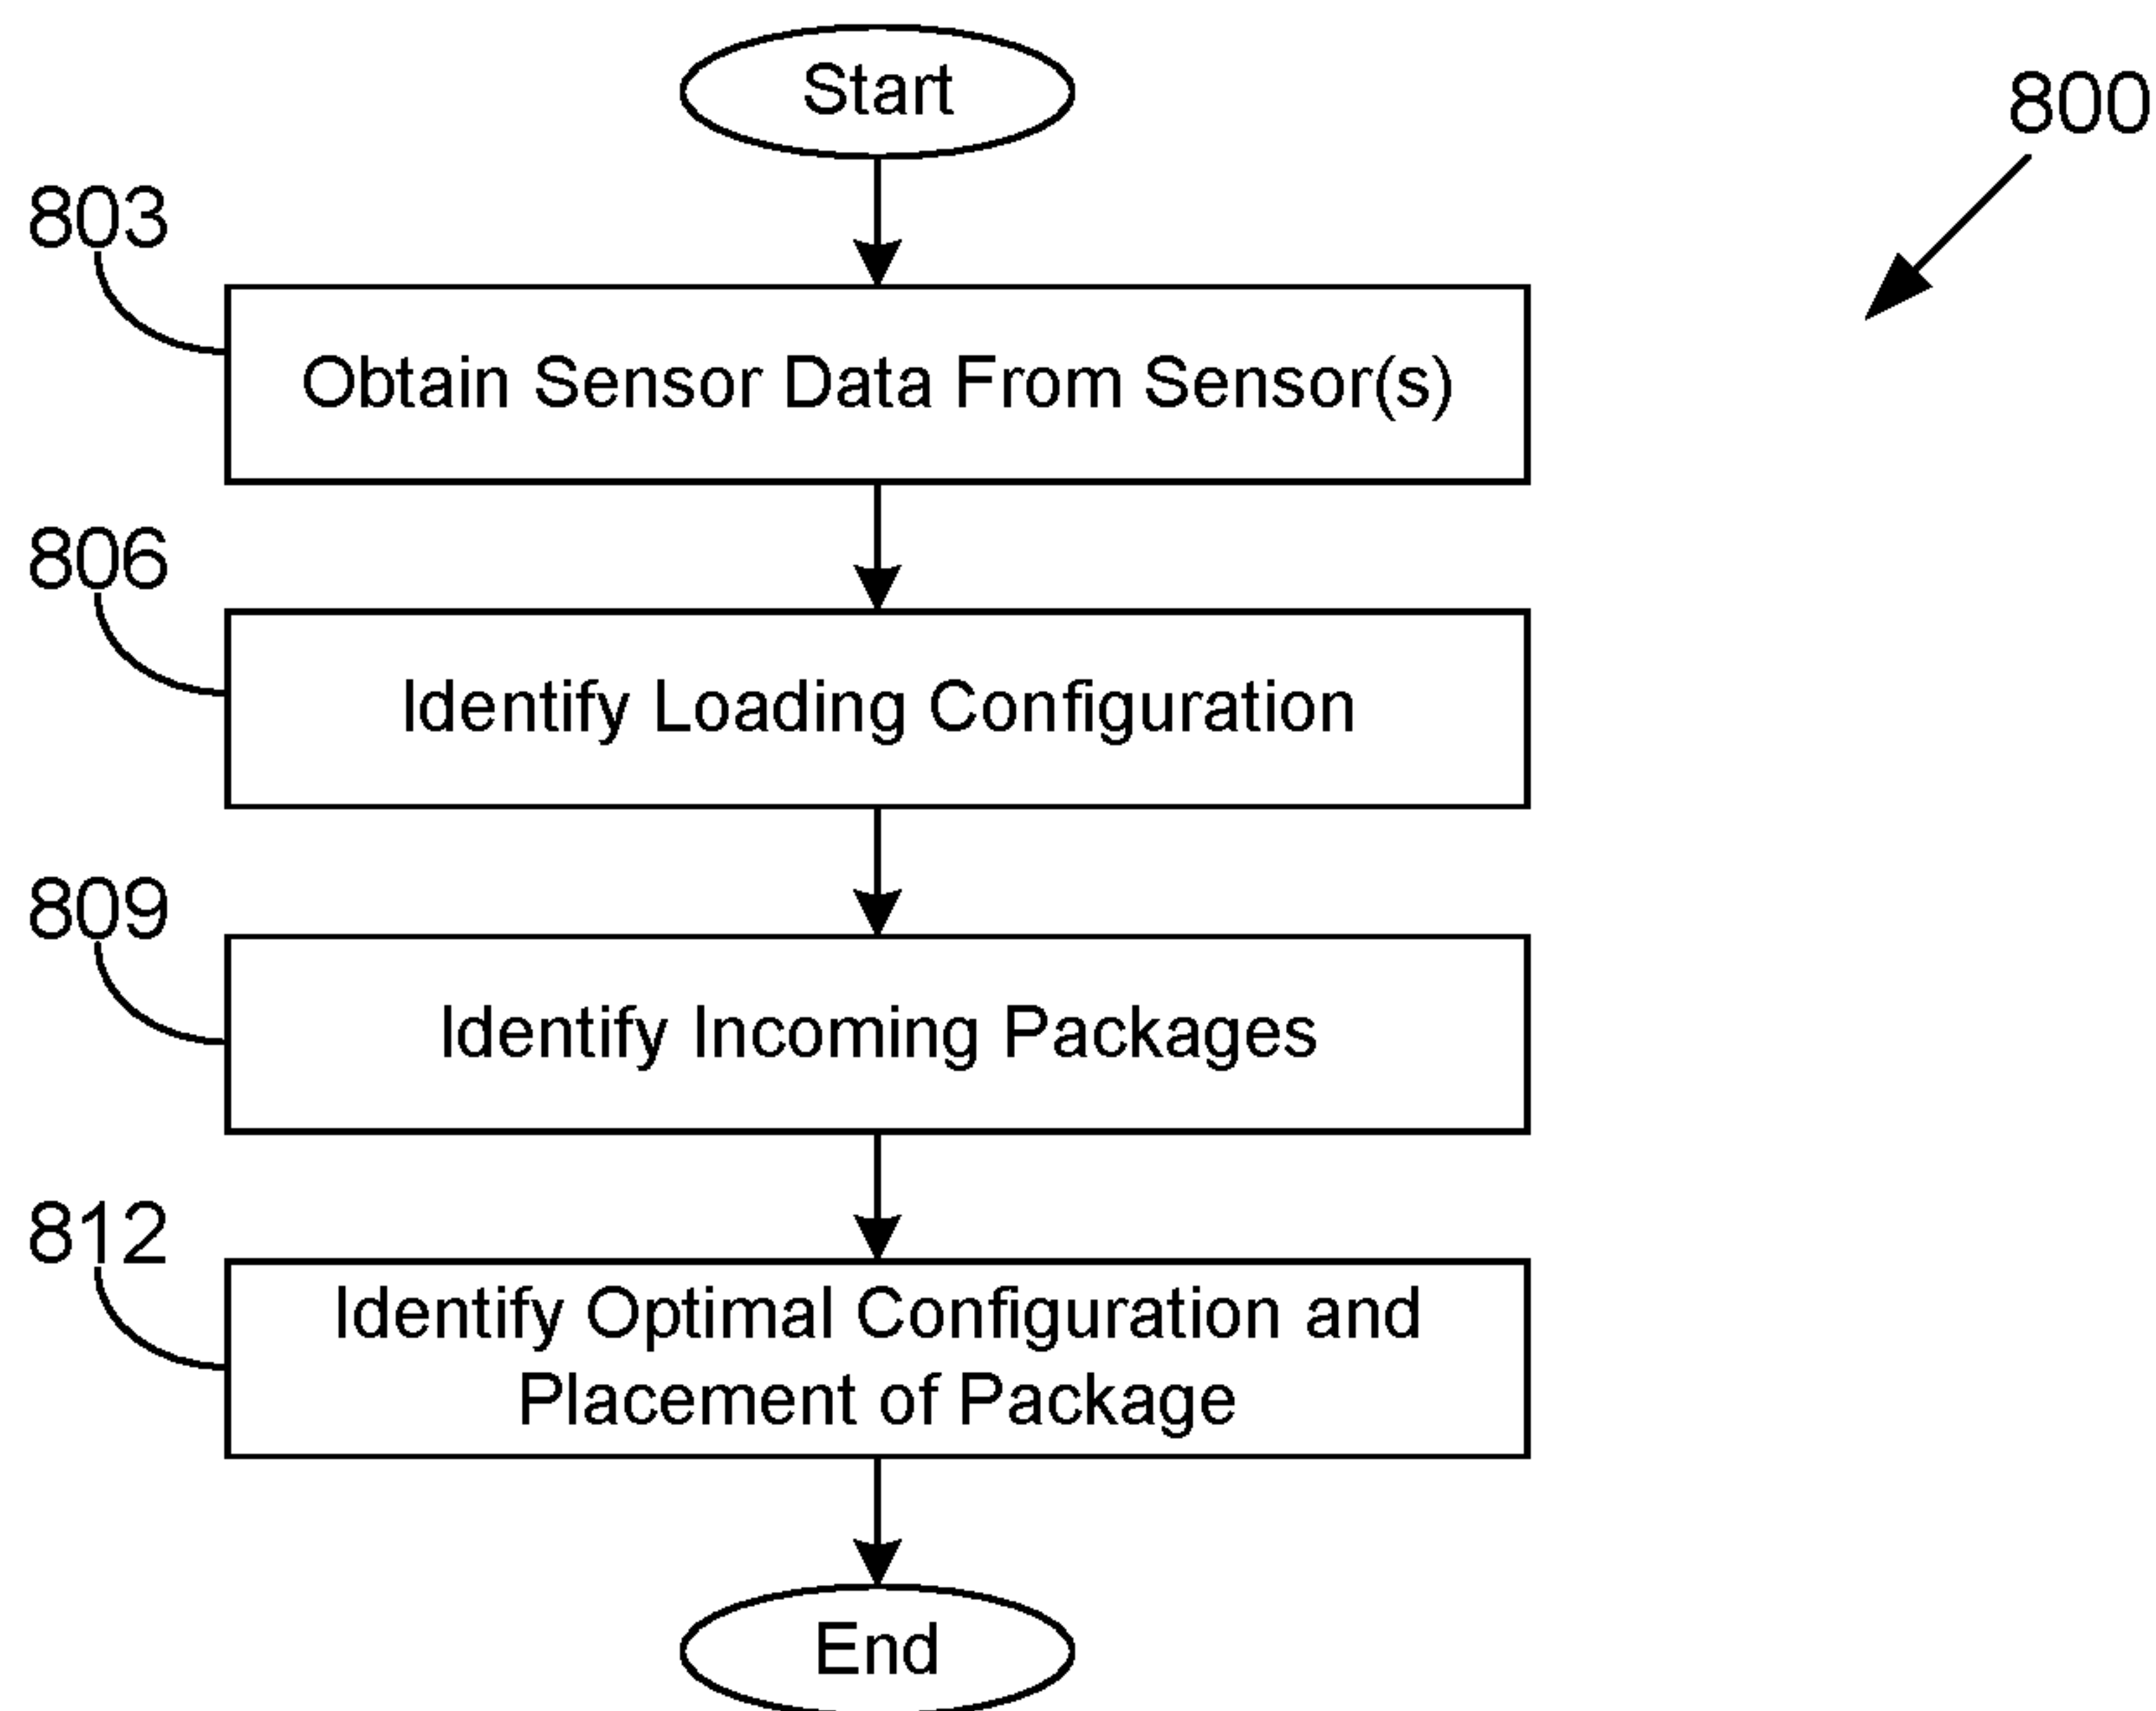 Start
800
803
Obtain Sensor Data From Sensor(s)
806
Identify Loading Configuration
809
Identify Incoming Packages
812
Identify Optimal Configuration and
Placement of Package
End